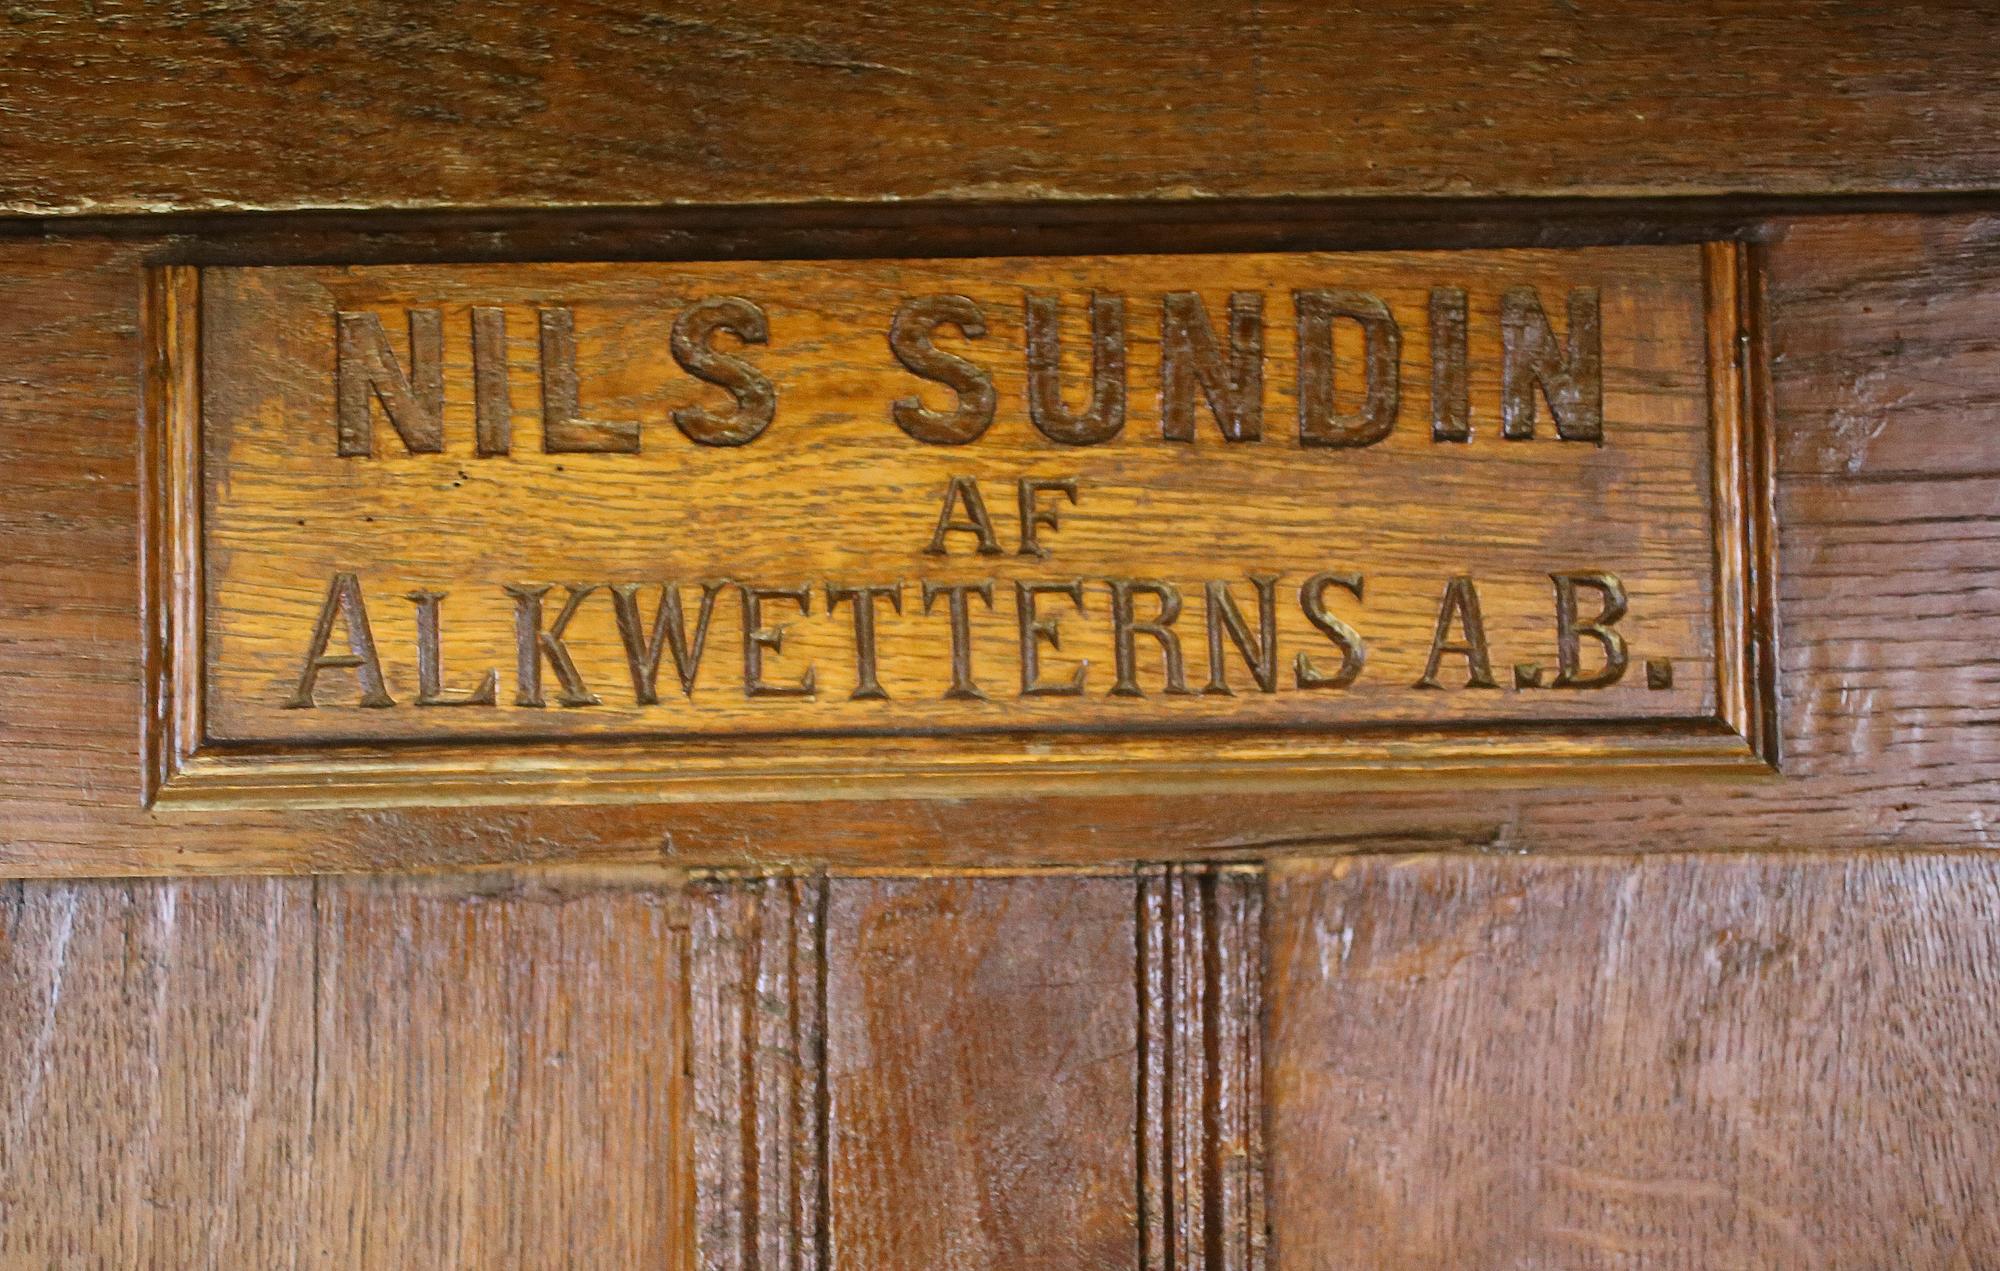 NILS SUNDIN
AF
ALKWETTERNS A.B.